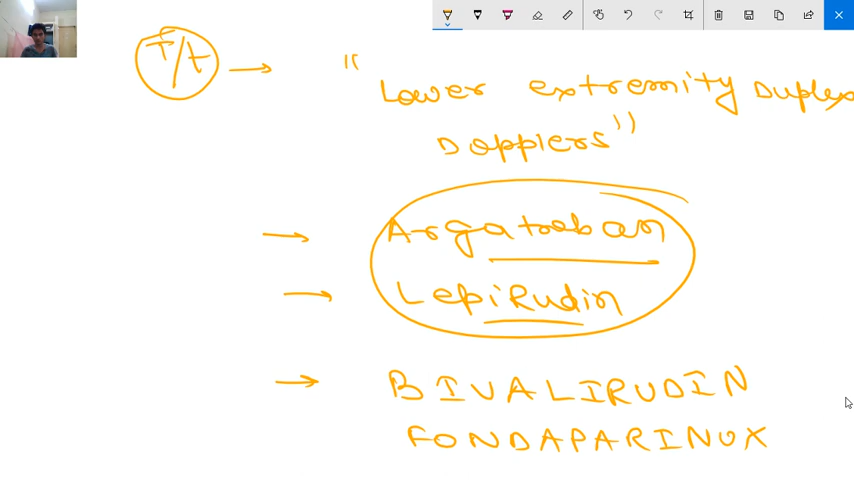 T/t → "Lower extremity Duplex
Dopplers"
→ Argatroban
→ Lepirudin
→ BIVALIRUDIN
FONDAPARINUX